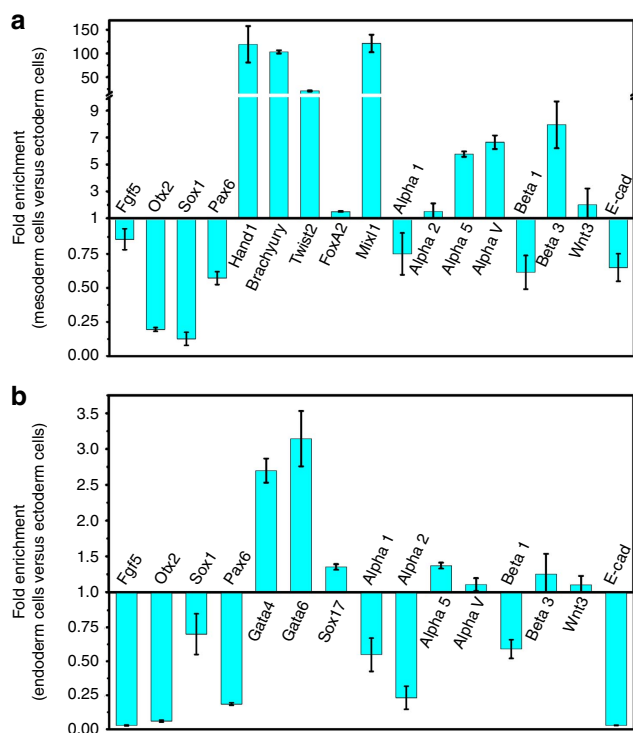 a
Fold enrichment
(mesoderm cells versus ectoderm cells)
150
100
50
9
7
5
3
1
0.75
0.50
0.25
0.00
Fgf5
Otx2
Sox1
Pax6
Hand1
Brachyury
Twist2
FoxA2
Mixl1
Alpha 1
Alpha 2
Alpha 5
Alpha V
Beta 1
Beta 3
Wnt3
E-cad
b
Fold enrichment
(endoderm cells versus ectoderm cells)
3.5
3.0
2.5
2.0
1.5
1.0
0.75
0.50
0.25
0.00
Fgf5
Otx2
Sox1
Pax6
Gata4
Gata6
Sox17
Alpha 1
Alpha 2
Alpha 5
Alpha V
Beta 1
Beta 3
Wnt3
E-cad